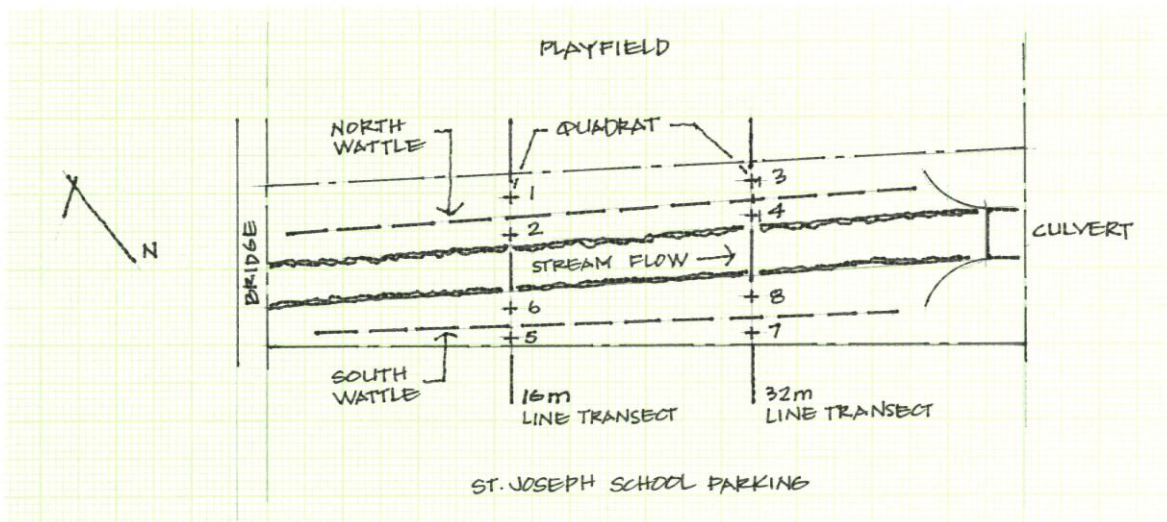 PLAYFIELD
NORTH
WATTLE
QUADRAT
1
3
2
4
N
BRIDGE
STREAM FLOW
CULVERT
6
8
5
7
SOUTH
WATTLE
16m
LINE TRANSECT
32m
LINE TRANSECT
ST. JOSEPH SCHOOL PARKING